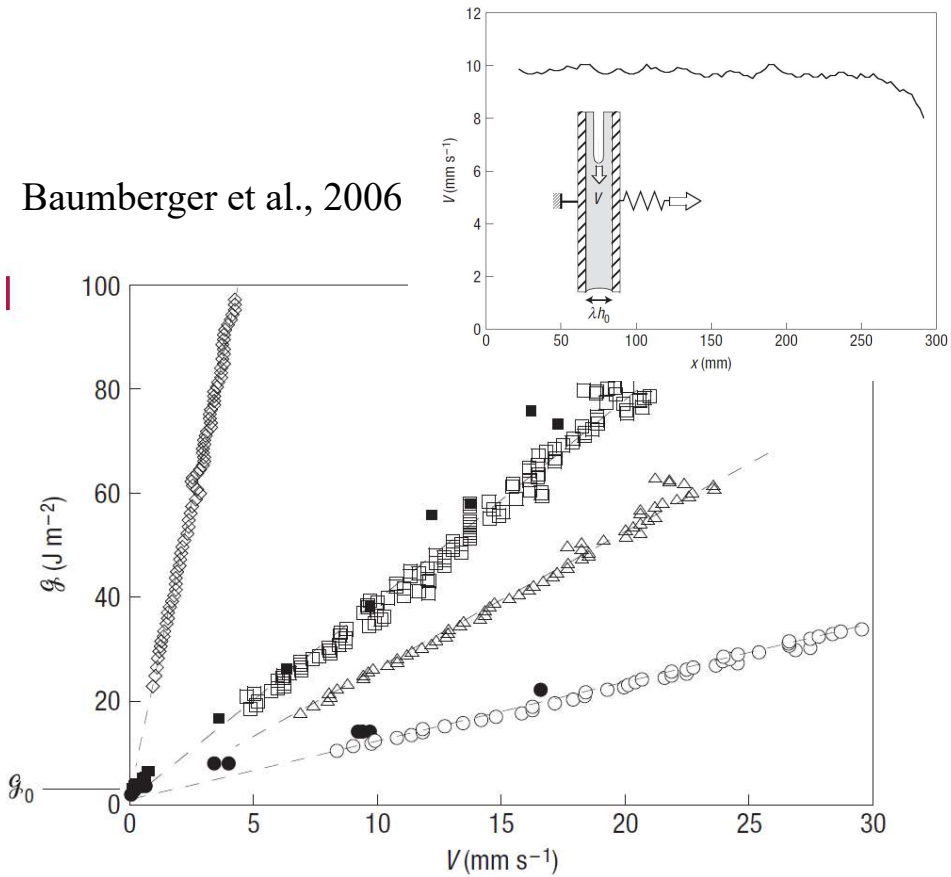 12
10
8
6
4
2
0
V (mm s⁻¹)
V
λh₀
0 50 100 150 200 250 300
x (mm)
Baumberger et al., 2006
100
80
60
40
20
0
𝒢 (J m⁻²)
𝒢₀
0 5 10 15 20 25 30
V (mm s⁻¹)